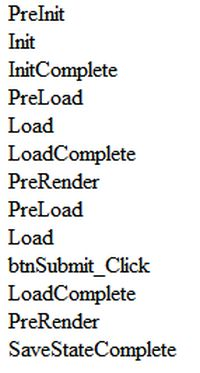 PreInit
Init
InitComplete
PreLoad
Load
LoadComplete
PreRender
PreLoad
Load
btnSubmit_Click
LoadComplete
PreRender
SaveStateComplete